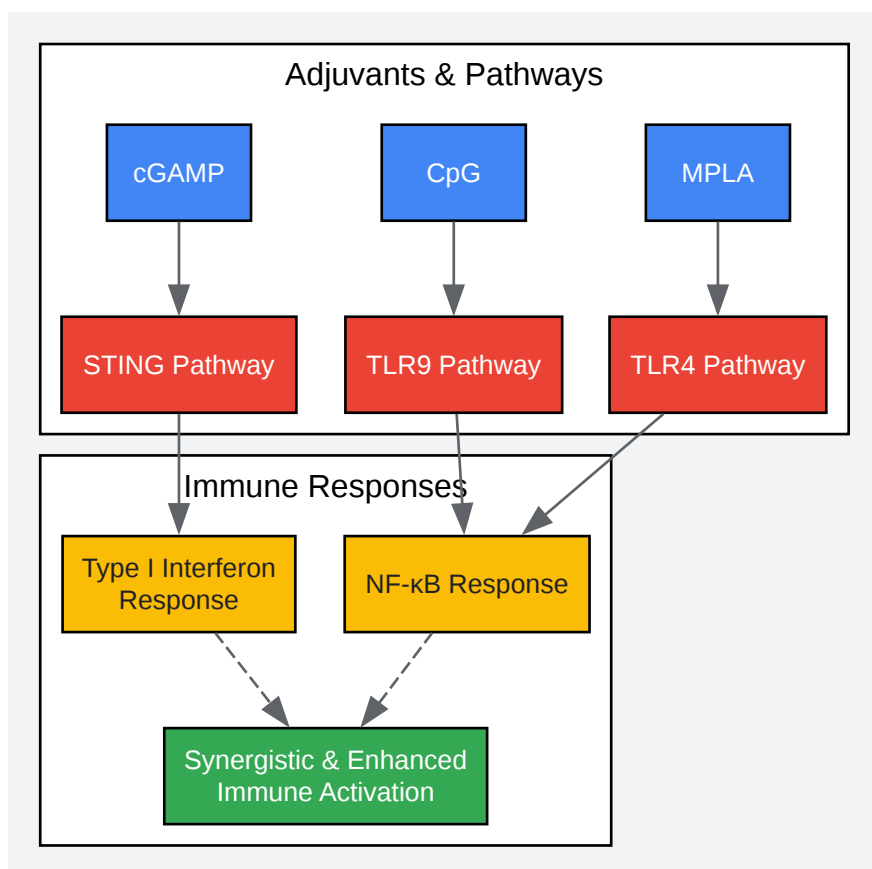 Adjuvants & Pathways
cGAMP
CpG
MPLA
STING Pathway
TLR9 Pathway
TLR4 Pathway
Immune Responses
Type I Interferon
Response
NF-κB Response
Synergistic & Enhanced
Immune Activation